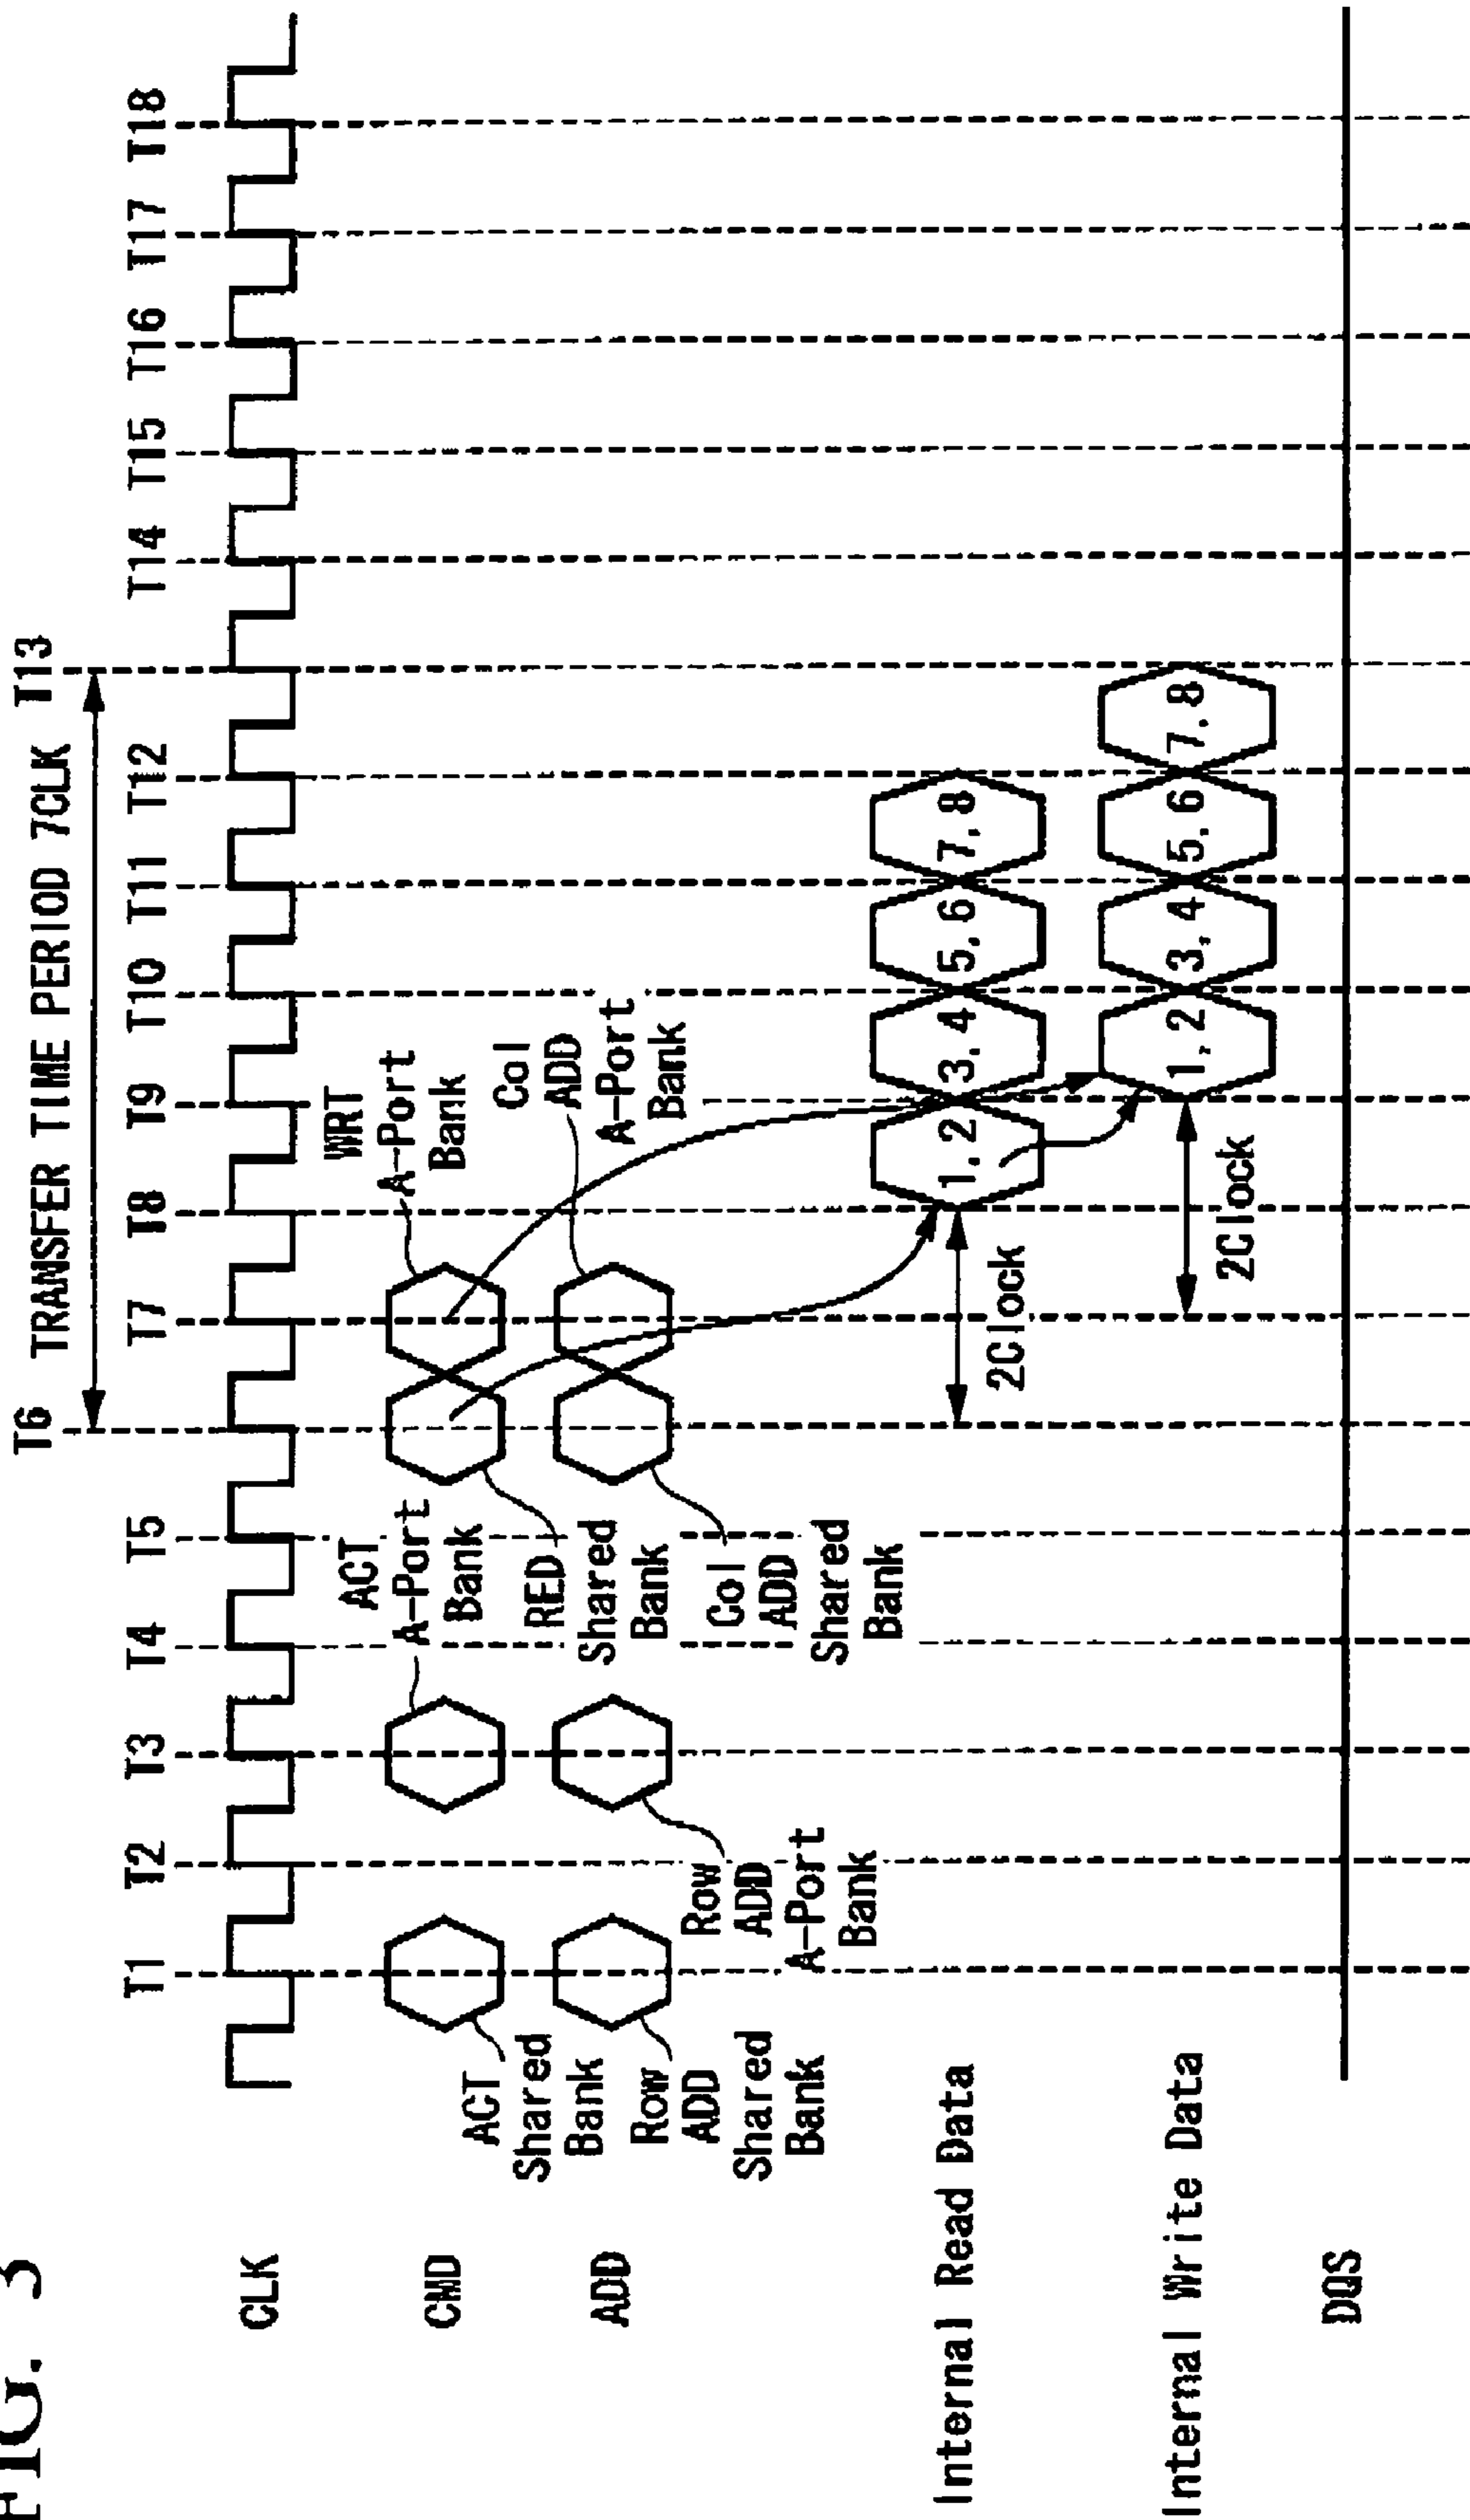 FIG. 3
TRANSFER TIME PERIOD 7CLK
T6
T13
T1
T2
T3
T4
T5
T7
T8
T9
T10
T11
T12
T14
T15
T16
T17
T18
CLK
CMD
ACT
Shared
Bank
ACT
A-Port
Bank
RED
Shared
Bank
WRT
A-Port
Bank
ADD
Row
ADD
Shared
Bank
Row
ADD
A-Port
Bank
Col
ADD
Shared
Bank
Col
ADD
A-Port
Bank
Internal Read Data
1, 2
3, 4
5, 6
7, 8
2Clock
Internal Write Data
1, 2
3, 4
5, 6
7, 8
2Clock
DQS